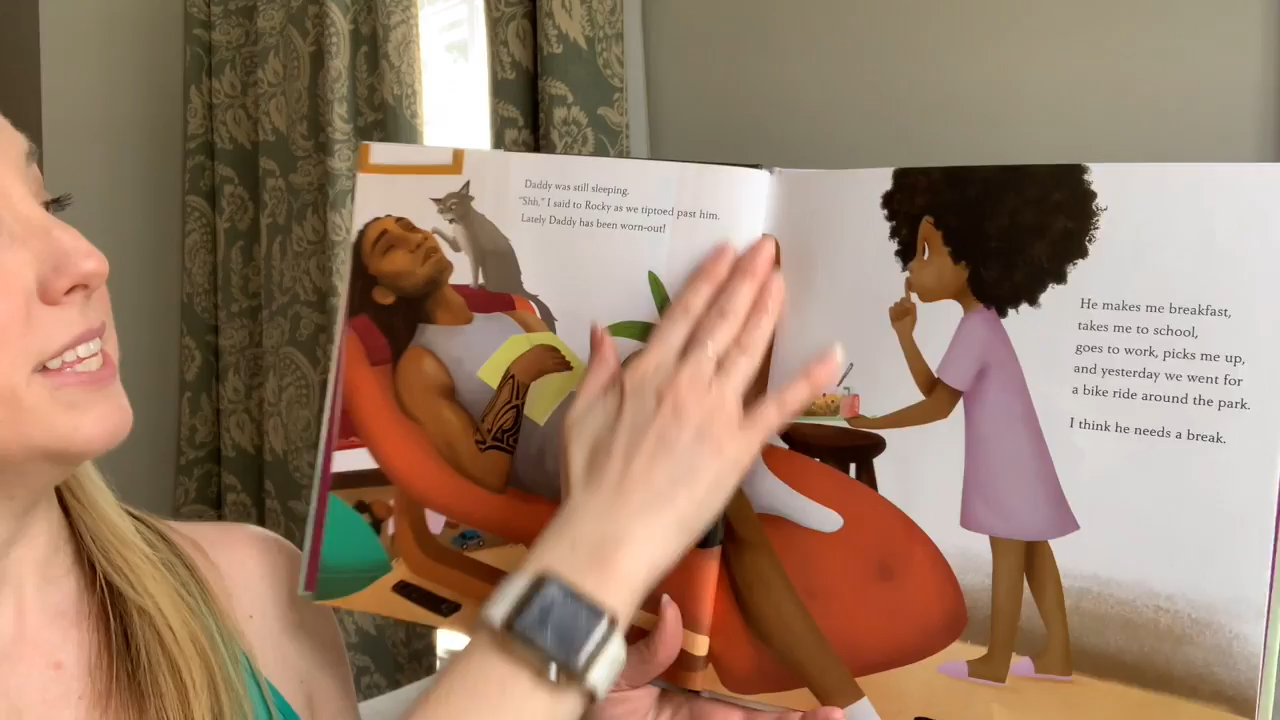 Daddy was still sleeping.
"Shh," I said to Rocky as we tiptoed past him.
Lately Daddy has been worn-out!
He makes me breakfast,
takes me to school,
goes to work, picks me up,
and yesterday we went for
a bike ride around the park.
I think he needs a break.